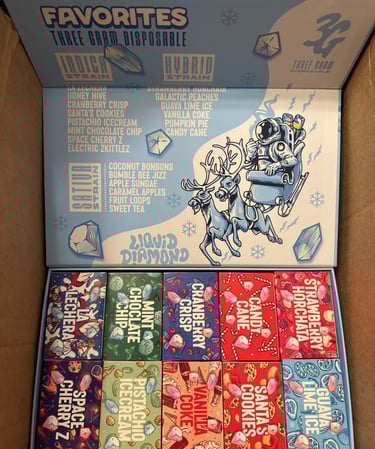 FAVORITES
THREE GRAM DISPOSABLE
3G
THREE GRAM
DISPOSABLE
INDICA
STRAIN
LA LECHERA
HONEY HIVE
CRANBERRY CRISP
SANTA'S COOKIES
PISTACHIO ICECREAM
MINT CHOCOLATE CHIP
SPACE CHERRY Z
ELECTRIC ZKITTLEZ
HYBRID
STRAIN
STRAWBERRY HORCHATA
GALACTIC PEACHES
GUAVA LIME ICE
VANILLA COKE
PUMPKIN PIE
CANDY CANE
SATIVA
STRAIN
COCONUT BONBONS
BUMBLE BEE JIZZ
APPLE SUNDAE
CARAMEL APPLES
FRUIT LOOPS
SWEET TEA
LIQUID
DIAMOND
LA
LECHERA
MINT
CHOCLATE
CHIP
CRANBERRY
CRISP
CANDY
CANE
STRAWBERRY
HORCHATA
SPACE
CHERRY Z
PISTACHIO
ICECREAM
VANILLA
COKE
SANTA'S
COOKIES
GUAVA
LIME ICE